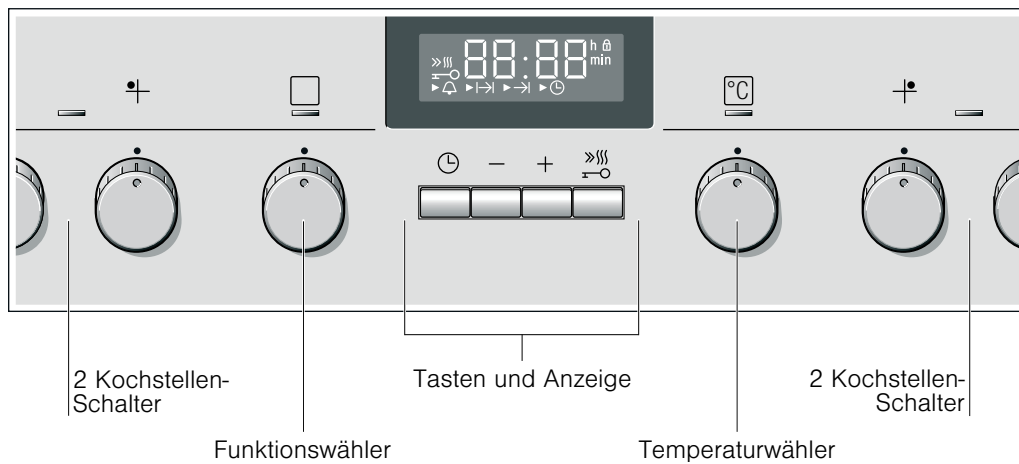 88:88 h
min
°C
− +
2 Kochstellen-
Schalter
Tasten und Anzeige
2 Kochstellen-
Schalter
Funktionswähler
Temperaturwähler